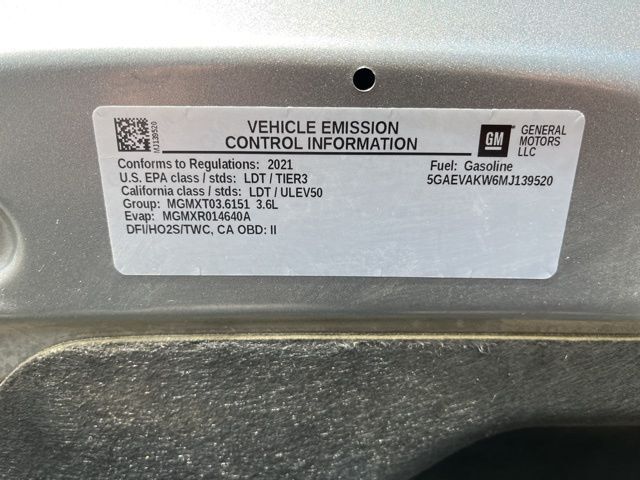 MJ139520
VEHICLE EMISSION
CONTROL INFORMATION
GM
GENERAL
MOTORS
LLC
Conforms to Regulations: 2021
U.S. EPA class / stds: LDT / TIER3
California class / stds: LDT / ULEV50
Group: MGMXT03.6151 3.6L
Evap: MGMXR014640A
DFI/HO2S/TWC, CA OBD: II
Fuel: Gasoline
5GAEVAKW6MJ139520